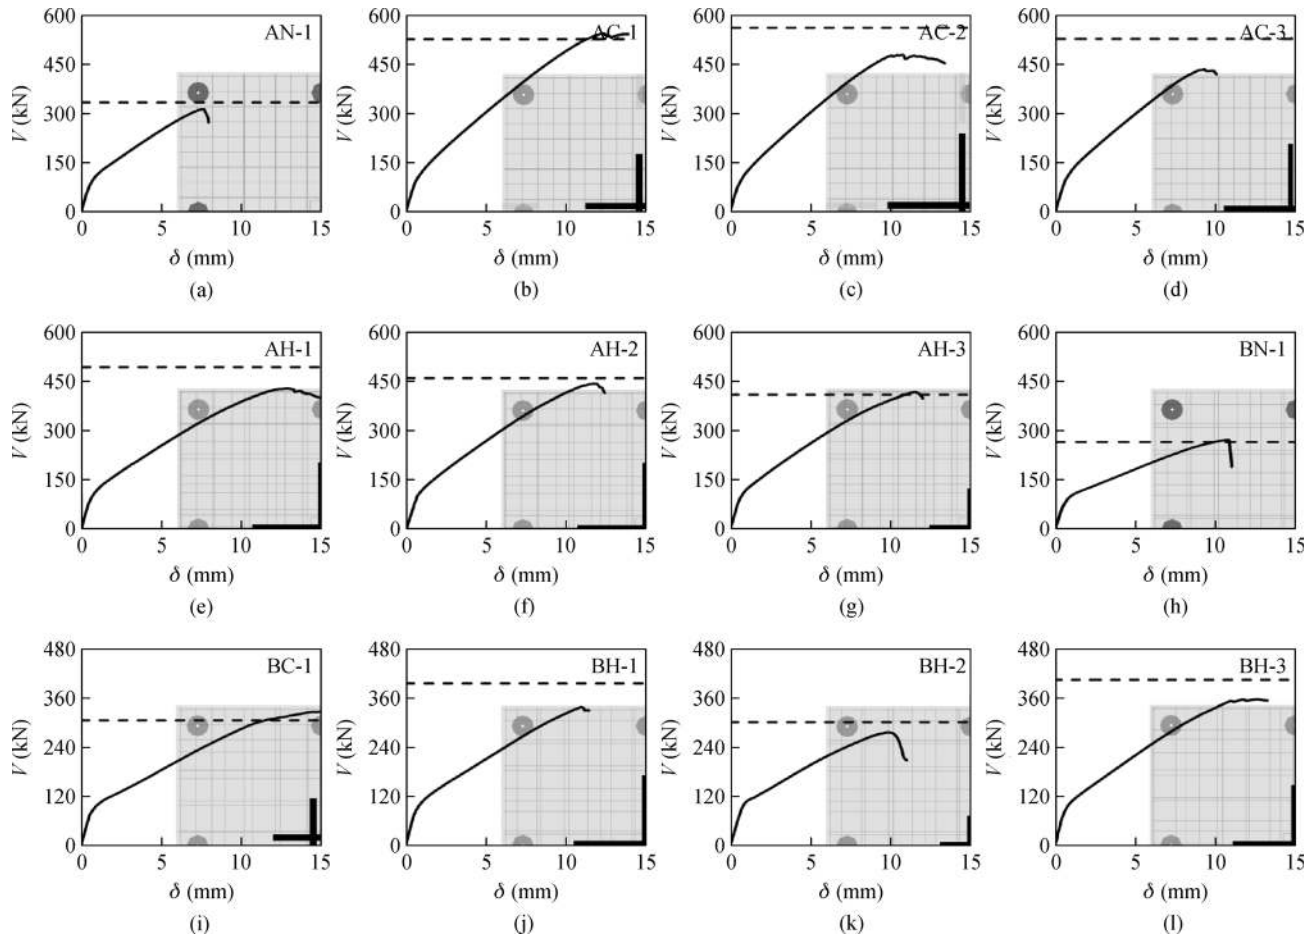 600
450
300
150
0
V (kN)
AN-1
0 5 10 15
δ (mm)
(a)
600
450
300
150
0
V (kN)
AC-1
0 5 10 15
δ (mm)
(b)
600
450
300
150
0
V (kN)
AC-2
0 5 10 15
δ (mm)
(c)
600
450
300
150
0
V (kN)
AC-3
0 5 10 15
δ (mm)
(d)
600
450
300
150
0
V (kN)
AH-1
0 5 10 15
δ (mm)
(e)
600
450
300
150
0
V (kN)
AH-2
0 5 10 15
δ (mm)
(f)
600
450
300
150
0
V (kN)
AH-3
0 5 10 15
δ (mm)
(g)
600
450
300
150
0
V (kN)
BN-1
0 5 10 15
δ (mm)
(h)
480
360
240
120
0
V (kN)
BC-1
0 5 10 15
δ (mm)
(i)
480
360
240
120
0
V (kN)
BH-1
0 5 10 15
δ (mm)
(j)
480
360
240
120
0
V (kN)
BH-2
0 5 10 15
δ (mm)
(k)
480
360
240
120
0
V (kN)
BH-3
0 5 10 15
δ (mm)
(l)